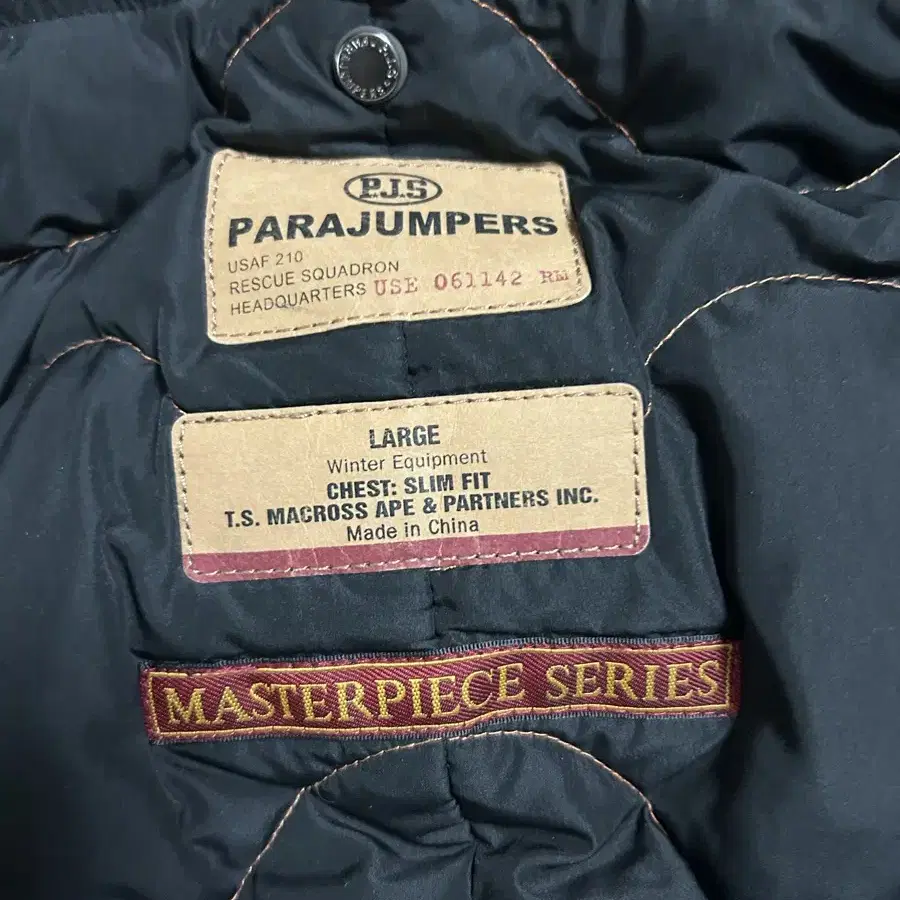 P.J.S
PARAJUMPERS
USAF 210
RESCUE SQUADRON
HEADQUARTERS USE 061142 RM
LARGE
Winter Equipment
CHEST: SLIM FIT
T.S. MACROSS APE & PARTNERS INC.
Made in China
MASTERPIECE SERIES